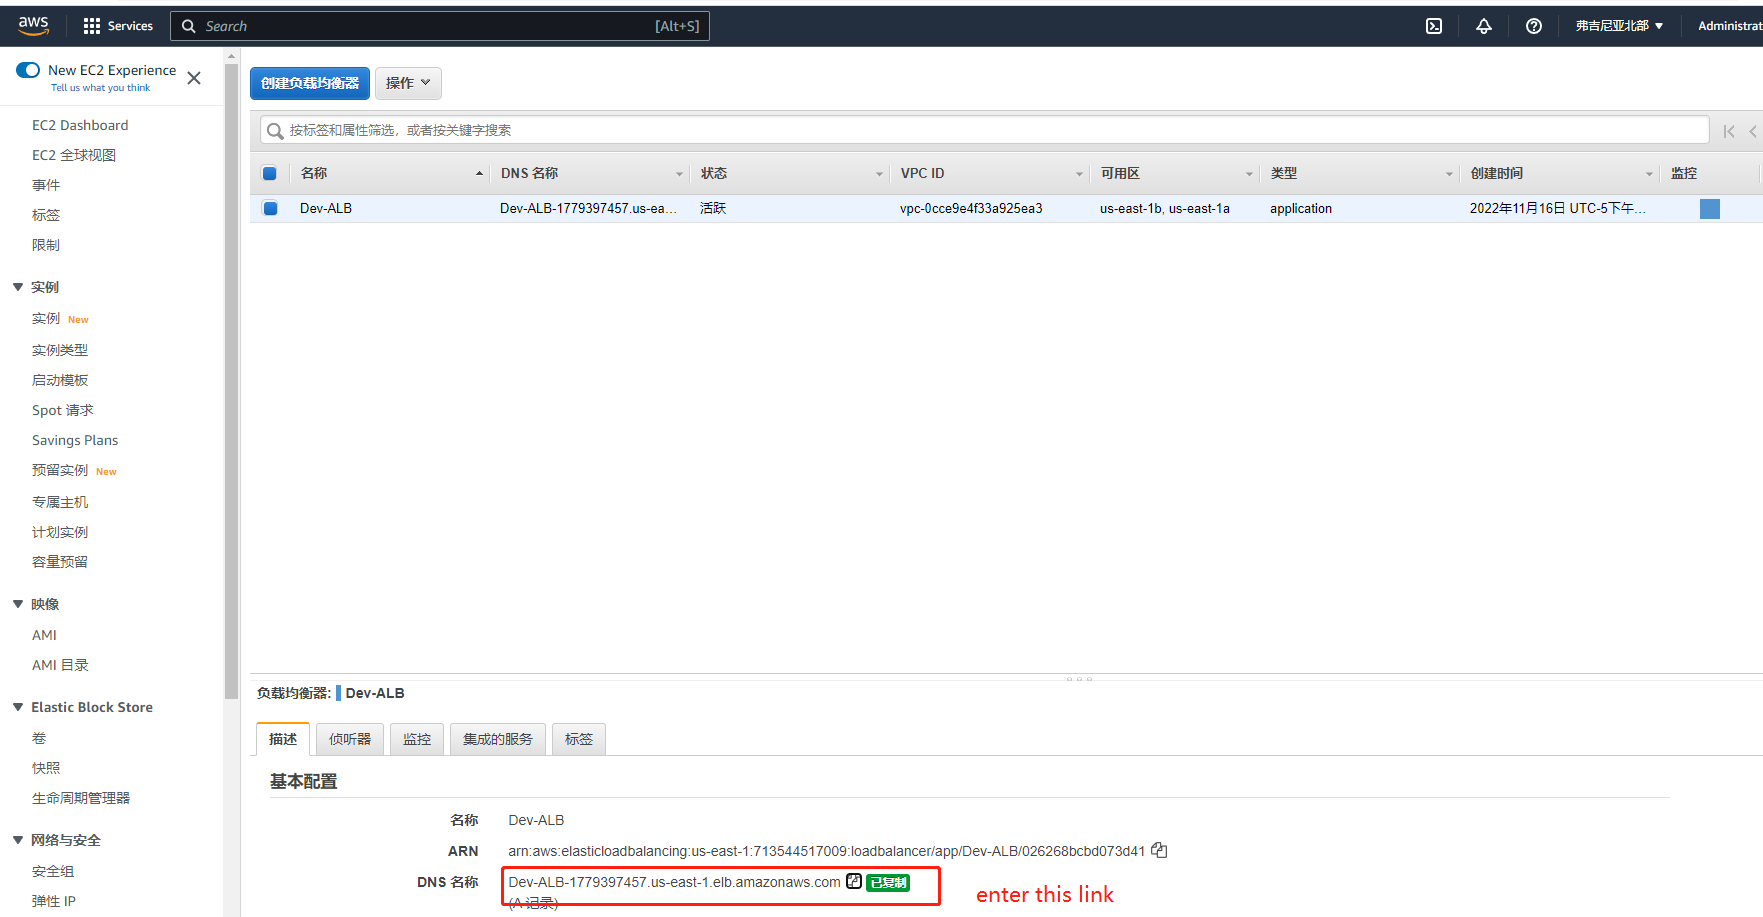 aws Services Search [Alt+S] 弗吉尼亚北部 Administrat
New EC2 Experience
Tell us what you think
EC2 Dashboard
EC2 全球视图
事件
标签
限制
实例
实例 New
实例类型
启动模板
Spot 请求
Savings Plans
预留实例 New
专属主机
计划实例
容量预留
映像
AMI
AMI 目录
Elastic Block Store
卷
快照
生命周期管理器
网络与安全
安全组
弹性 IP
创建负载均衡器 操作
按标签和属性筛选，或者按关键字搜索
名称 DNS 名称 状态 VPC ID 可用区 类型 创建时间 监控
Dev-ALB Dev-ALB-1779397457.us-ea... 活跃 vpc-0cce9e4f33a925ea3 us-east-1b, us-east-1a application 2022年11月16日 UTC-5下午...
负载均衡器: Dev-ALB
描述 侦听器 监控 集成的服务 标签
基本配置
名称 Dev-ALB
ARN arn:aws:elasticloadbalancing:us-east-1:713544517009:loadbalancer/app/Dev-ALB/026268bcbd073d41
DNS 名称 Dev-ALB-1779397457.us-east-1.elb.amazonaws.com 已复制
(A 记录)
enter this link